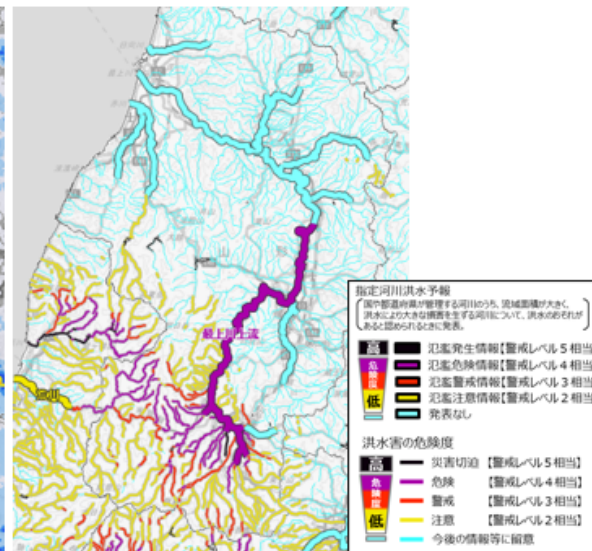 最上川上流
荒川
指定河川洪水予報
国や都道府県が管理する河川のうち、流域面積が大きく、
洪水により大きな損害を生ずる河川について、洪水のおそれが
あると認められるときに発表。
高
危険度
低
氾濫発生情報【警戒レベル5相当】
氾濫危険情報【警戒レベル4相当】
氾濫警戒情報【警戒レベル3相当】
氾濫注意情報【警戒レベル2相当】
発表なし
洪水害の危険度
高
危険度
低
災害切迫 【警戒レベル5相当】
危険 【警戒レベル4相当】
警戒 【警戒レベル3相当】
注意 【警戒レベル2相当】
今後の情報等に留意